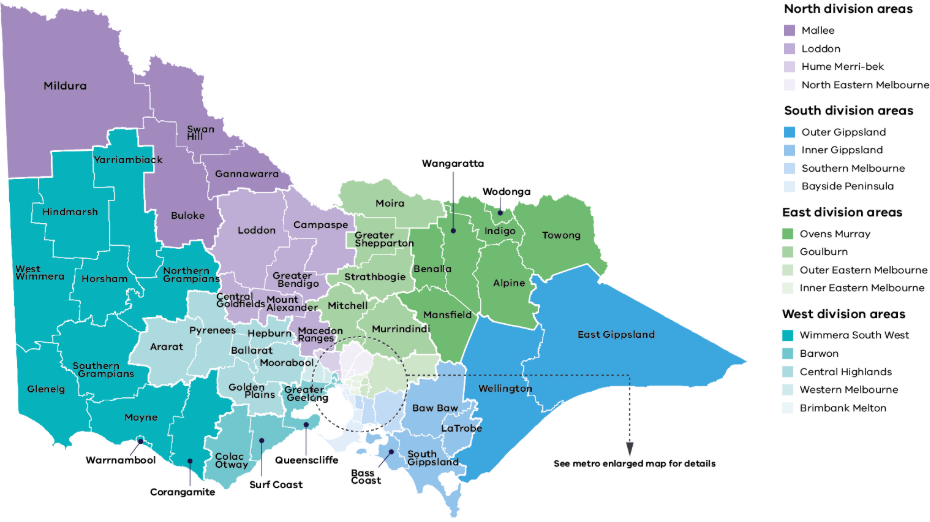 North division areas
Mallee
Loddon
Hume Merri-bek
North Eastern Melbourne
South division areas
Outer Gippsland
Inner Gippsland
Southern Melbourne
Bayside Peninsula
East division areas
Ovens Murray
Goulburn
Outer Eastern Melbourne
Inner Eastern Melbourne
West division areas
Wimmera South West
Barwon
Central Highlands
Western Melbourne
Brimbank Melton
Mildura
Swan
Hill
Yarriambiack
Gannawarra
Wangaratta
Wodonga
Hindmarsh
Buloke
Moira
Loddon
Campaspe
Indigo
Towong
Greater
Shepparton
West
Wimmera
Horsham
Northern
Grampians
Greater
Bendigo
Strathbogie
Benalla
Alpine
Central
Goldfields
Mount
Alexander
Mitchell
Mansfield
Pyrenees
Hepburn
Macedon
Ranges
Murrindindi
East Gippsland
Ararat
Ballarat
Moorabool
Southern
Grampians
Glenelg
Golden
Plains
Greater
Geelong
Wellington
Baw Baw
LaTrobe
Moyne
Colac
Otway
South
Gippsland
Warrnambool
Queenscliffe
Bass
Coast
See metro enlarged map for details
Surf Coast
Corangamite